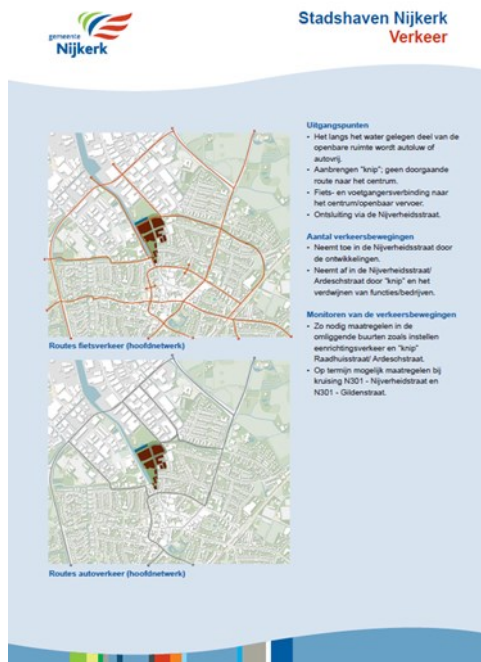 gemeente
Nijkerk
Stadshaven Nijkerk
Verkeer
Uitgangspunten
• Het langs het water gelegen deel van de
openbare ruimte wordt autoluw of
autovrij.
• Aanbrengen "knip"; geen doorgaande
route naar het centrum.
• Fiets- en voetgangersverbinding naar
het centrum/openbaar vervoer.
• Ontsluiting via de Nijverheidsstraat.
Aantal verkeersbewegingen
• Neemt toe in de Nijverheidsstraat door
de ontwikkelingen.
• Neemt af in de Nijverheidsstraat/
Ardeschstraat door "knip" en het
verdwijnen van functies/bedrijven.
Monitoren van de verkeersbewegingen
• Zo nodig maatregelen in de
omliggende buurten zoals instellen
eenrichtingsverkeer en "knip"
Raadhuisstraat/ Ardeschstraat.
• Op termijn mogelijk maatregelen bij
kruising N301 - Nijverheidstraat en
N301 - Gildenstraat.
Routes fietsverkeer (hoofdnetwerk)
Routes autoverkeer (hoofdnetwerk)